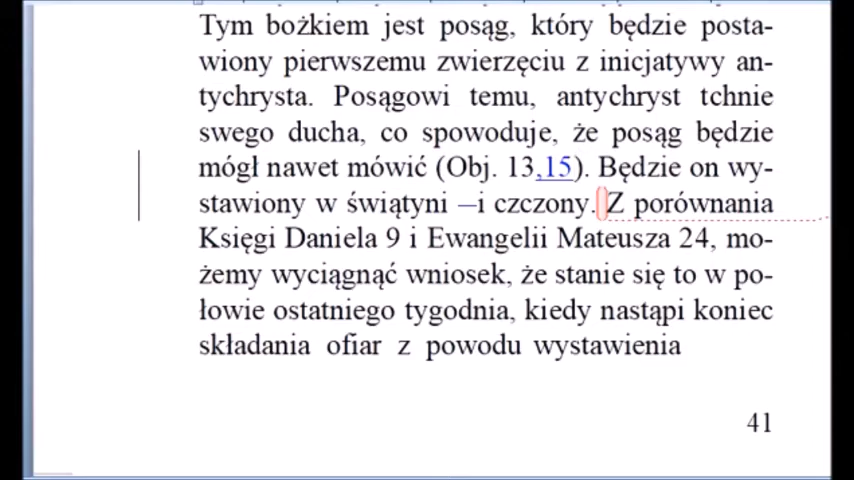 Tym bożkiem jest posąg, który będzie posta-
wiony pierwszemu zwierzęciu z inicjatywy an-
tychrysta. Posągowi temu, antychryst tchnie
swego ducha, co spowoduje, że posąg będzie
mógł nawet mówić (Obj. 13,15). Będzie on wy-
stawiony w świątyni –i czczony. Z porównania
Księgi Daniela 9 i Ewangelii Mateusza 24, mo-
żemy wyciągnąć wniosek, że stanie się to w po-
łowie ostatniego tygodnia, kiedy nastąpi koniec
składania ofiar z powodu wystawienia
41